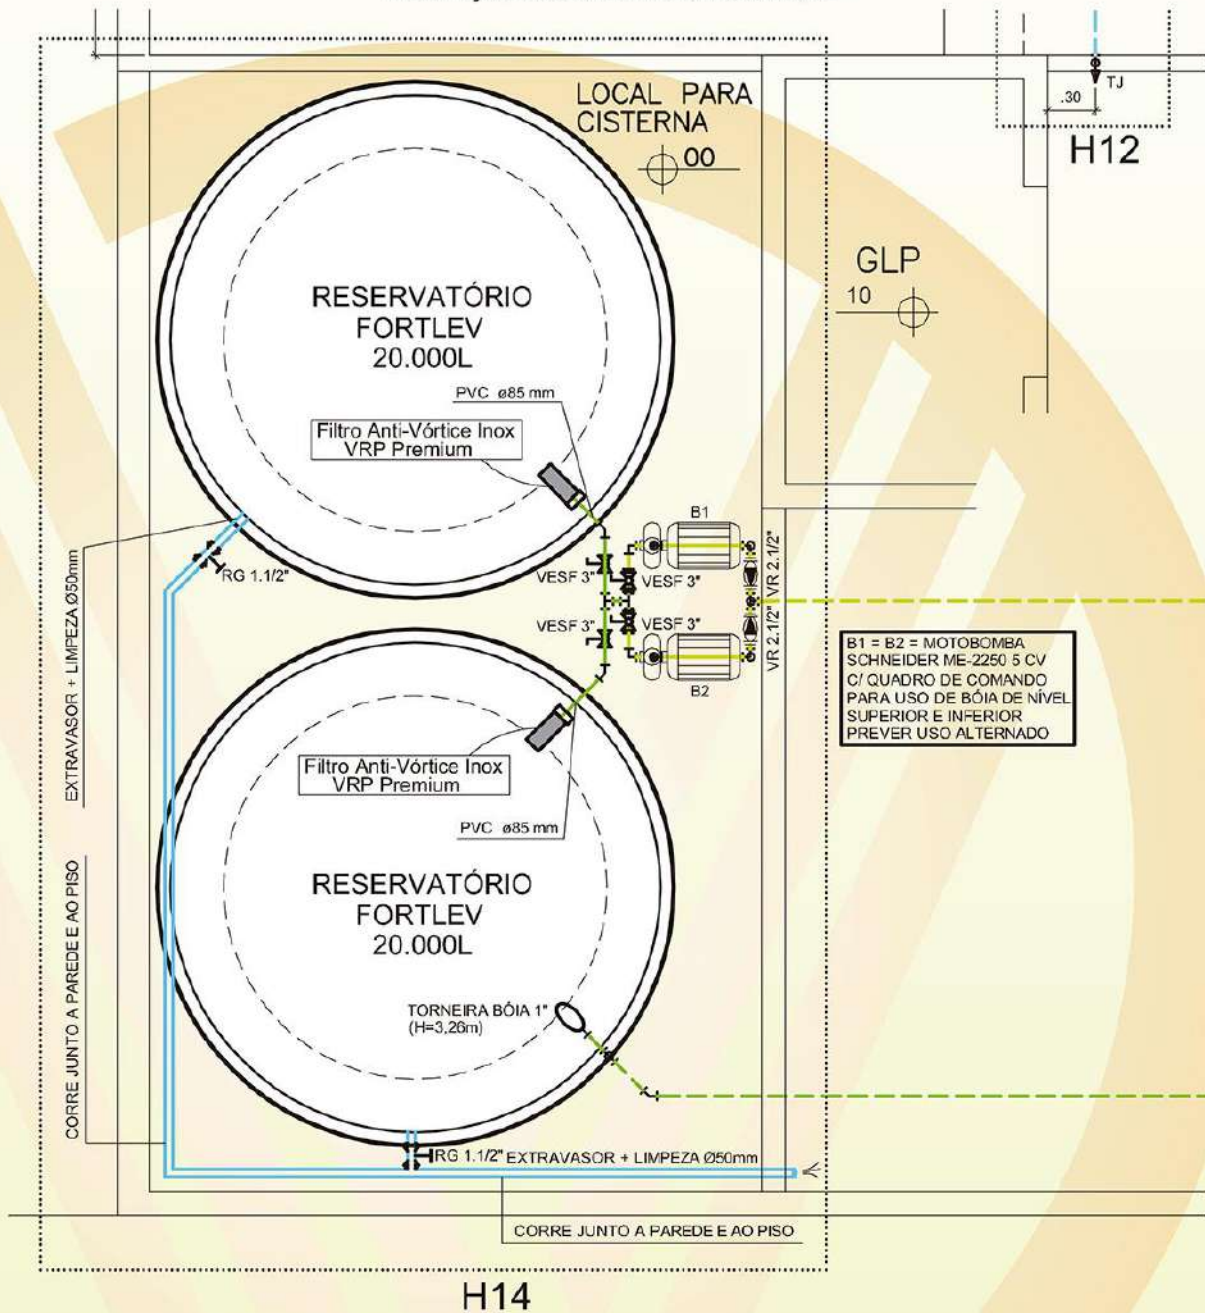 LOCAL PARA
CISTERNA
00
TJ
.30
H12
GLP
10
RESERVATÓRIO
FORTLEV
20.000L
PVC ø85 mm
Filtro Anti-Vórtice Inox
VRP Premium
B1
RG 1.1/2"
VESF 3"
VESF 3"
VR 2.1/2"
EXTRAVASOR + LIMPEZA Ø50mm
VESF 3"
VESF 3"
VR 2.1/2"
B2
B1 = B2 = MOTOBOMBA
SCHNEIDER ME-2250 5 CV
C/ QUADRO DE COMANDO
PARA USO DE BÓIA DE NÍVEL
SUPERIOR E INFERIOR
PREVER USO ALTERNADO
Filtro Anti-Vórtice Inox
VRP Premium
PVC ø85 mm
RESERVATÓRIO
FORTLEV
20.000L
CORRE JUNTO A PAREDE E AO PISO
TORNEIRA BÓIA 1"
(H=3,26m)
RG 1.1/2" EXTRAVASOR + LIMPEZA Ø50mm
CORRE JUNTO A PAREDE E AO PISO
H14